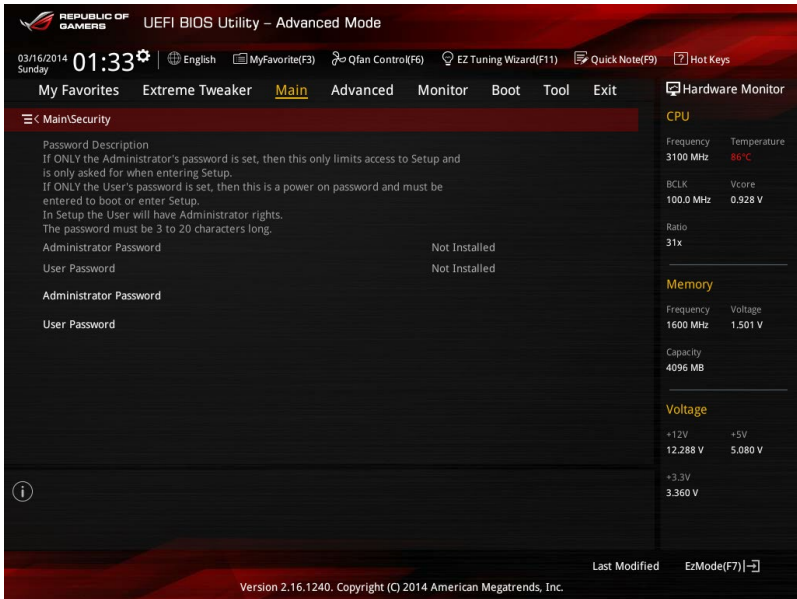 REPUBLIC OF
GAMERS
UEFI BIOS Utility – Advanced Mode
03/16/2014
Sunday
01:33
English
MyFavorite(F3)
Qfan Control(F6)
EZ Tuning Wizard(F11)
Quick Note(F9)
? Hot Keys
My Favorites
Extreme Tweaker
Main
Advanced
Monitor
Boot
Tool
Exit
Main\Security
Password Description
If ONLY the Administrator's password is set, then this only limits access to Setup and
is only asked for when entering Setup.
If ONLY the User's password is set, then this is a power on password and must be
entered to boot or enter Setup.
In Setup the User will have Administrator rights.
The password must be 3 to 20 characters long.
Administrator Password Not Installed
User Password Not Installed
Administrator Password
User Password
Hardware Monitor
CPU
Frequency Temperature
3100 MHz 86°C
BCLK Vcore
100.0 MHz 0.928 V
Ratio
31x
Memory
Frequency Voltage
1600 MHz 1.501 V
Capacity
4096 MB
Voltage
+12V +5V
12.288 V 5.080 V
+3.3V
3.360 V
i
Last Modified
EzMode(F7)
Version 2.16.1240. Copyright (C) 2014 American Megatrends, Inc.